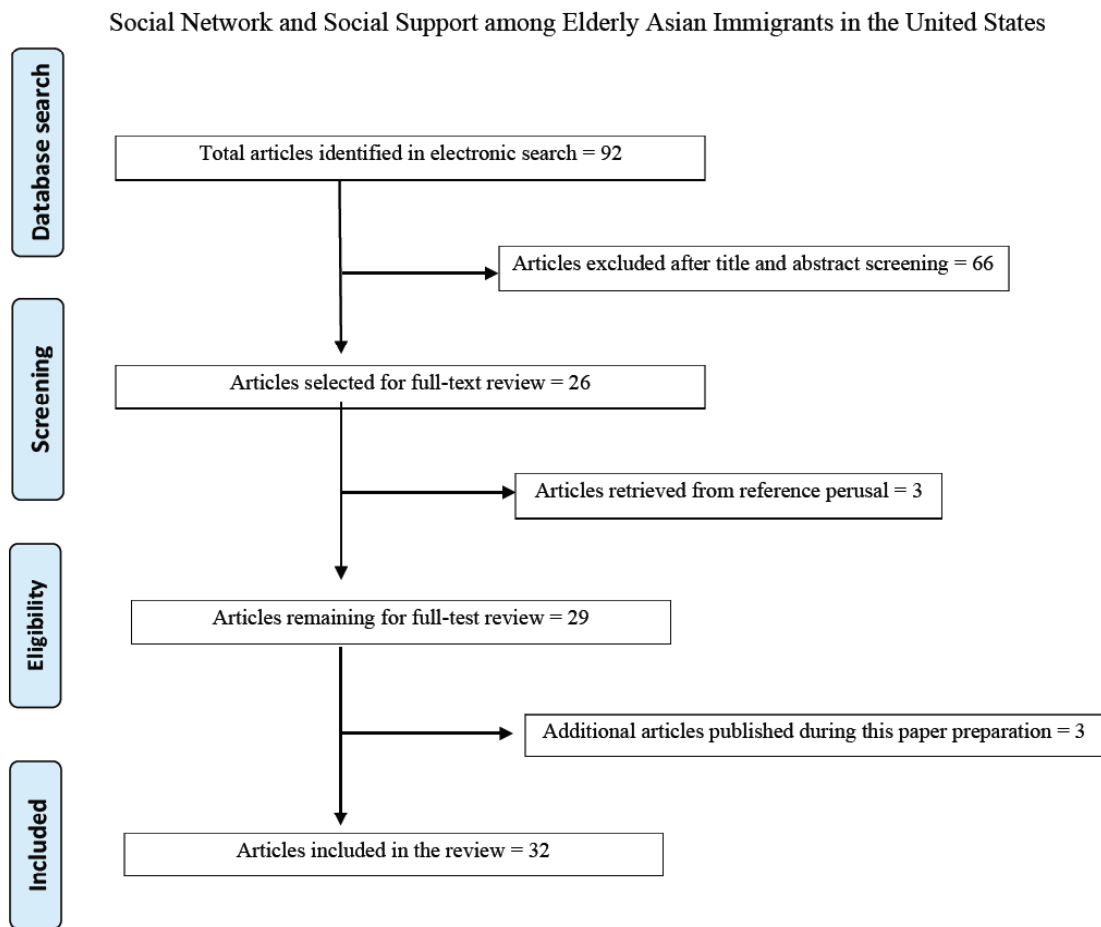 Social Network and Social Support among Elderly Asian Immigrants in the United States
Database search
Total articles identified in electronic search = 92
Articles excluded after title and abstract screening = 66
Screening
Articles selected for full-text review = 26
Articles retrieved from reference perusal = 3
Eligibility
Articles remaining for full-test review = 29
Additional articles published during this paper preparation = 3
Included
Articles included in the review = 32